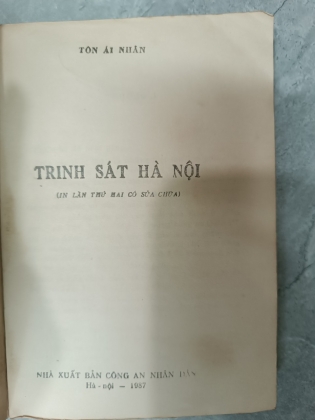 TÔN ÁI NHÂN
TRINH SÁT HÀ NỘI
(IN LẦN THỨ HAI CÓ SỬA CHỮA)
NHÀ XUẤT BẢN CÔNG AN NHÂN DÂN
Hà-nội — 1987